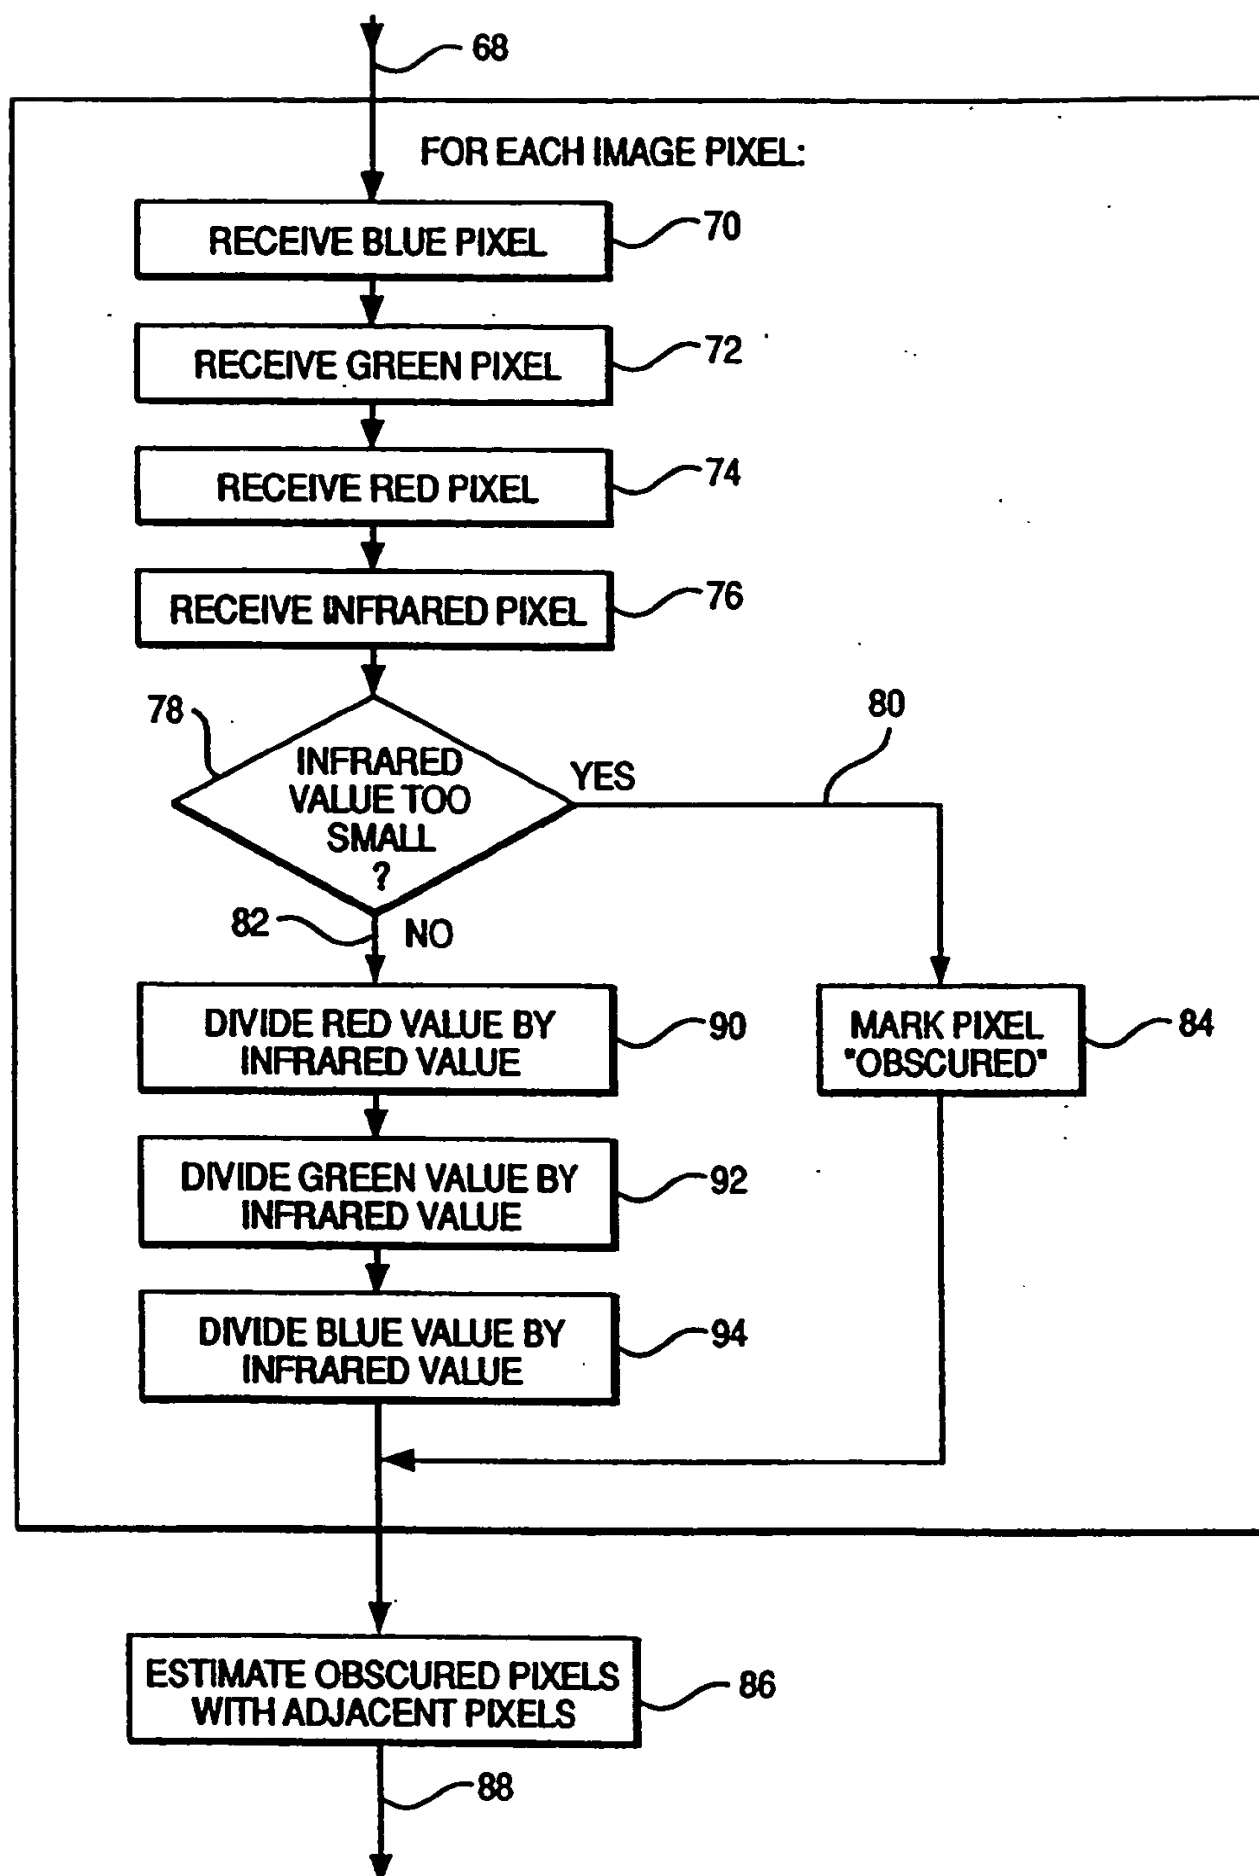 68
FOR EACH IMAGE PIXEL:
RECEIVE BLUE PIXEL
70
RECEIVE GREEN PIXEL
72
RECEIVE RED PIXEL
74
RECEIVE INFRARED PIXEL
76
78
INFRARED
VALUE TOO
SMALL
?
YES
80
82
NO
DIVIDE RED VALUE BY
INFRARED VALUE
90
MARK PIXEL
"OBSCURED"
84
DIVIDE GREEN VALUE BY
INFRARED VALUE
92
DIVIDE BLUE VALUE BY
INFRARED VALUE
94
ESTIMATE OBSCURED PIXELS
WITH ADJACENT PIXELS
86
88